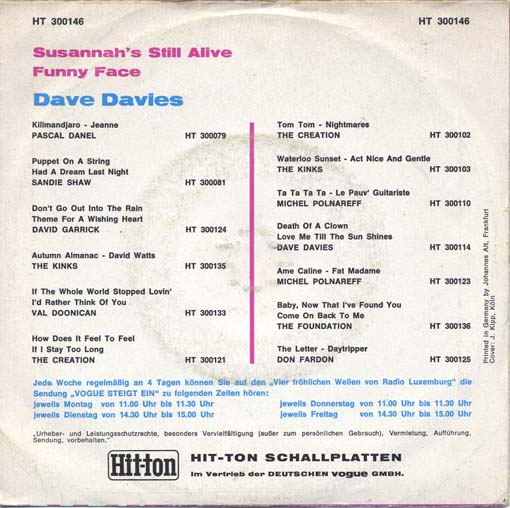 HT 300146
HT 300146
Susannah's Still Alive
Funny Face
Dave Davies
Kilimandjaro - Jeanne
PASCAL DANEL HT 300079
Puppet On A String
Had A Dream Last Night
SANDIE SHAW HT 300081
Don't Go Out Into The Rain
Theme For A Wishing Heart
DAVID GARRICK HT 300124
Autumn Almanac - David Watts
THE KINKS HT 300135
If The Whole World Stopped Lovin'
I'd Rather Think Of You
VAL DOONICAN HT 300133
How Does It Feel To Feel
If I Stay Too Long
THE CREATION HT 300121
Tom Tom - Nightmares
THE CREATION HT 300102
Waterloo Sunset - Act Nice And Gentle
THE KINKS HT 300103
Ta Ta Ta Ta - Le Pauv' Guitariste
MICHEL POLNAREFF HT 300110
Death Of A Clown
Love Me Till The Sun Shines
DAVE DAVIES HT 300114
Ame Caline - Fat Madame
MICHEL POLNAREFF HT 300123
Baby, Now That I've Found You
Come On Back To Me
THE FOUNDATION HT 300136
The Letter - Daytripper
DON FARDON HT 300125
Printed in Germany by Johannes Alt, Frankfurt
Cover: J. Kipp, Köln
Jede Woche regelmäßig an 4 Tagen können Sie auf den „Vier fröhlichen Wellen von Radio Luxemburg" die
Sendung „VOGUE STEIGT EIN" zu folgenden Zeiten hören:
jeweils Montag von 11.00 Uhr bis 11.30 Uhr jeweils Donnerstag von 11.00 Uhr bis 11.30 Uhr
jeweils Dienstag von 14.30 Uhr bis 15.00 Uhr jeweils Freitag von 14.30 Uhr bis 15.00 Uhr
„Urheber- und Leistungsschutzrechte, besonders Vervielfältigung (außer zum persönlichen Gebrauch), Vermietung, Aufführung,
Sendung, vorbehalten."
Hit-ton HIT-TON SCHALLPLATTEN
Im Vertrieb der DEUTSCHEN vogue GMBH.